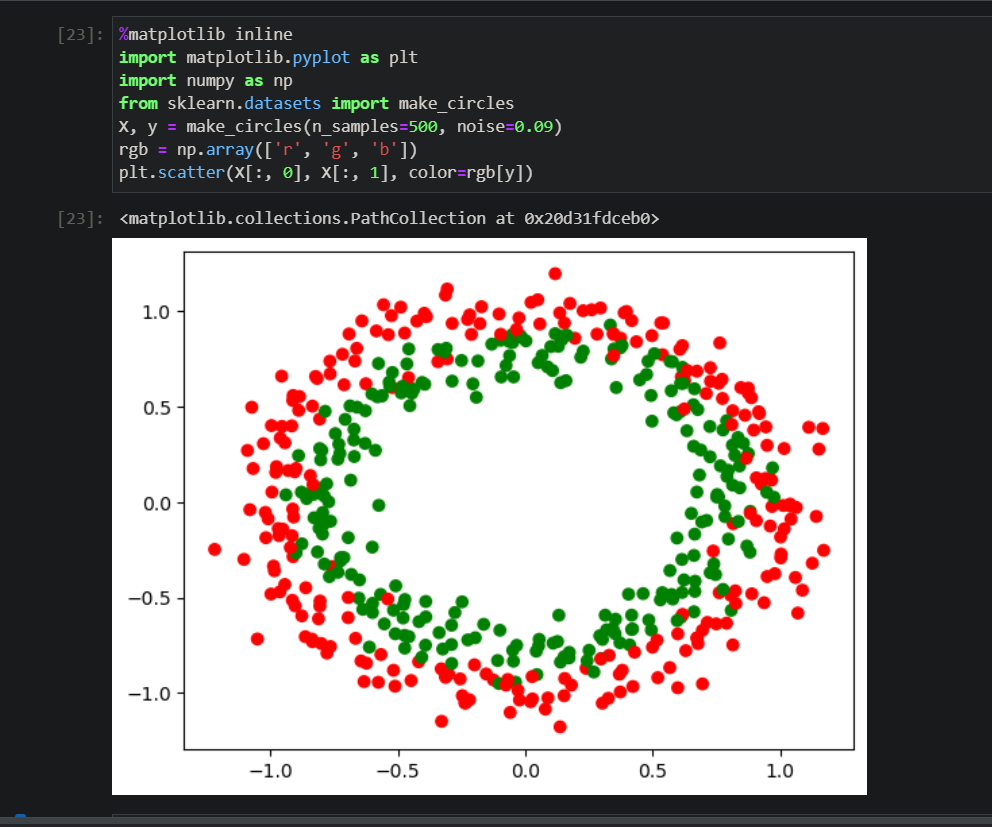 [23]: %matplotlib inline
import matplotlib.pyplot as plt
import numpy as np
from sklearn.datasets import make_circles
X, y = make_circles(n_samples=500, noise=0.09)
rgb = np.array(['r', 'g', 'b'])
plt.scatter(X[:, 0], X[:, 1], color=rgb[y])
[23]: <matplotlib.collections.PathCollection at 0x20d31fdceb0>
1.0
0.5
0.0
−0.5
−1.0
−1.0 −0.5 0.0 0.5 1.0